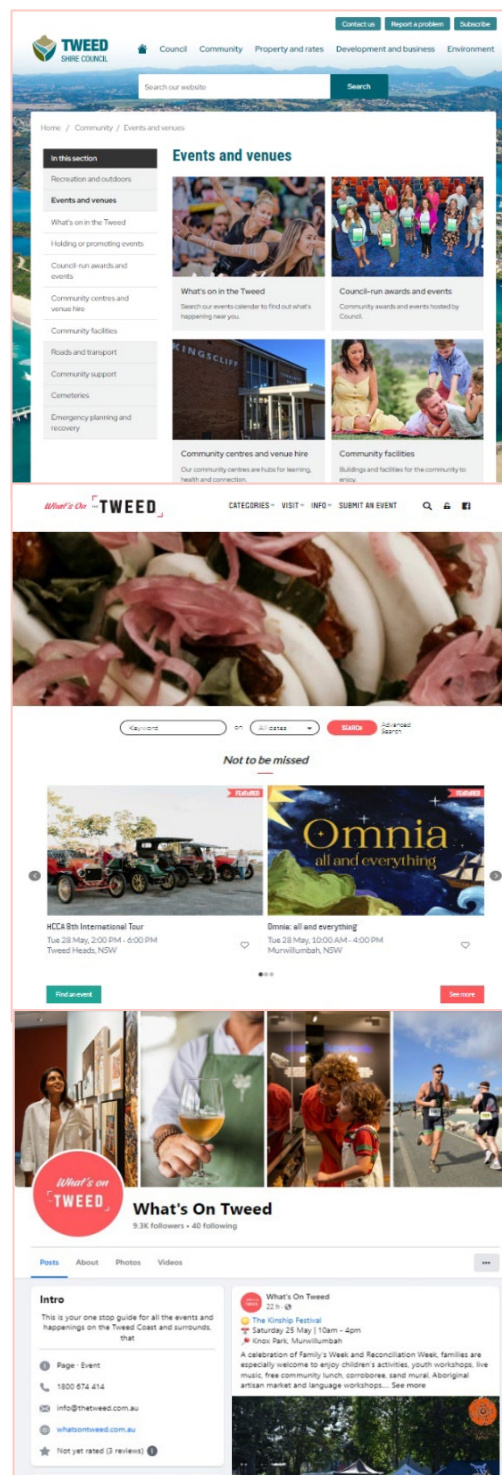 Contact us Report a problem Subscribe
TWEED
SHIRE COUNCIL
Council Community Property and rates Development and business Environment
Search our website Search
Home / Community / Events and venues
In this section
Recreation and outdoors
Events and venues
What's on in the Tweed
Holding or promoting events
Council-run awards and
events
Community centres and
venue hire
Community facilities
Roads and transport
Community support
Cemeteries
Emergency planning and
recovery
Events and venues
What's on in the Tweed
Search our events calendar to find out what's
happening near you.
Council-run awards and events
Community awards and events hosted by
Council.
KINGSCLIFF
Community centres and venue hire
Our community centres are hubs for learning,
health and connection.
Community facilities
Buildings and facilities for the community to
enjoy.
What's On THE TWEED
CATEGORIES VISIT INFO SUBMIT AN EVENT
Keyword on All dates SEARCH Advanced
Search
Not to be missed
FEATURED
HCCA 8th International Tour
Tue 28 May, 2:00 PM - 6:00 PM
Tweed Heads, NSW
FEATURED
Omnia
all and everything
Omnia: all and everything
Tue 28 May, 10:00 AM - 4:00 PM
Murwillumbah, NSW
Find an event See more
What's on
TWEED
What's On Tweed
9.3K followers • 40 following
Posts About Photos Videos
Intro
This is your one stop guide for all the events and
happenings on the Tweed Coast and surrounds,
that
Page · Event
1800 674 414
info@thetweed.com.au
whatsontweed.com.au
Not yet rated (3 reviews)
What's On Tweed
22 h
The Kinship Festival
Saturday 25 May | 10am - 4pm
Knox Park, Murwillumbah
A celebration of Family's Week and Reconciliation Week, families are
especially welcome to enjoy children's activities, youth workshops, live
music, free community lunch, corroboree, sand mural, Aboriginal
artisan market and language workshops.... See more